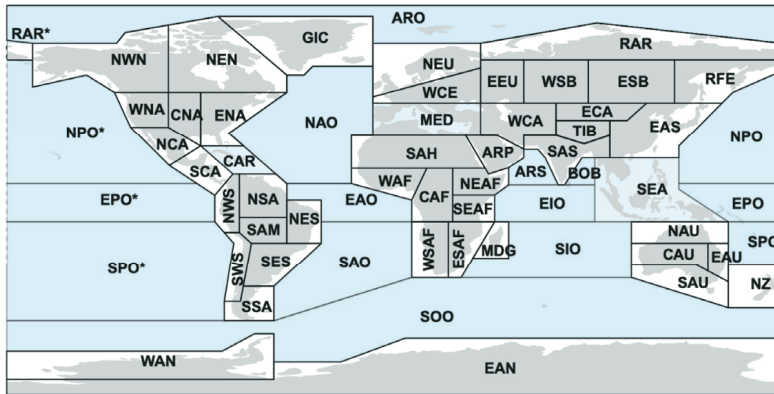 ARO
RAR*
GIC
NWN
NEN
NEU
RAR
WCE
EEU
WSB
ESB
RFE
WNA
CNA
ENA
NAO
MED
WCA
ECA
TIB
EAS
NPO*
NPO
NCA
SCA
CAR
SAH
ARP
SAS
ARS
BOB
WAF
CAF
NEAF
SEAF
SEA
EPO*
NWS
NSA
NES
EAO
EIO
EPO
SAM
SPO*
SWS
SES
SAO
WSAF
ESAF
MDG
SIO
NAU
CAU
EAU
SAU
SPO
NZ
SSA
SOO
WAN
EAN